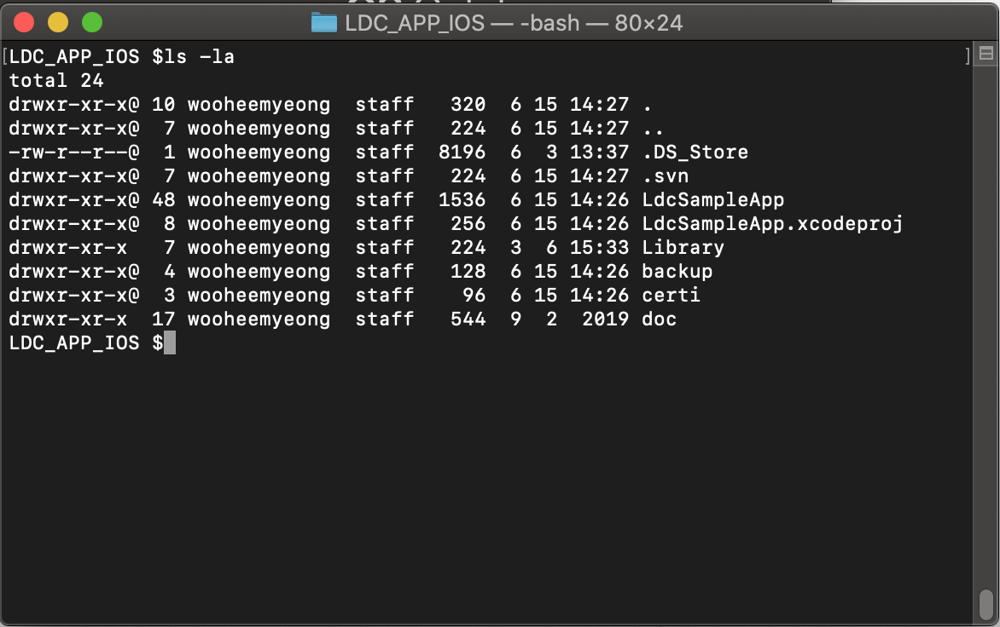 LDC_APP_IOS — -bash — 80×24
[LDC_APP_IOS $ls -la ]
total 24
drwxr-xr-x@ 10 wooheemyeong  staff   320  6 15 14:27 .
drwxr-xr-x@  7 wooheemyeong  staff   224  6 15 14:27 ..
-rw-r--r--@  1 wooheemyeong  staff  8196  6  3 13:37 .DS_Store
drwxr-xr-x@  7 wooheemyeong  staff   224  6 15 14:27 .svn
drwxr-xr-x@ 48 wooheemyeong  staff  1536  6 15 14:26 LdcSampleApp
drwxr-xr-x@  8 wooheemyeong  staff   256  6 15 14:26 LdcSampleApp.xcodeproj
drwxr-xr-x   7 wooheemyeong  staff   224  3  6 15:33 Library
drwxr-xr-x@  4 wooheemyeong  staff   128  6 15 14:26 backup
drwxr-xr-x@  3 wooheemyeong  staff    96  6 15 14:26 certi
drwxr-xr-x  17 wooheemyeong  staff   544  9  2  2019 doc
LDC_APP_IOS $